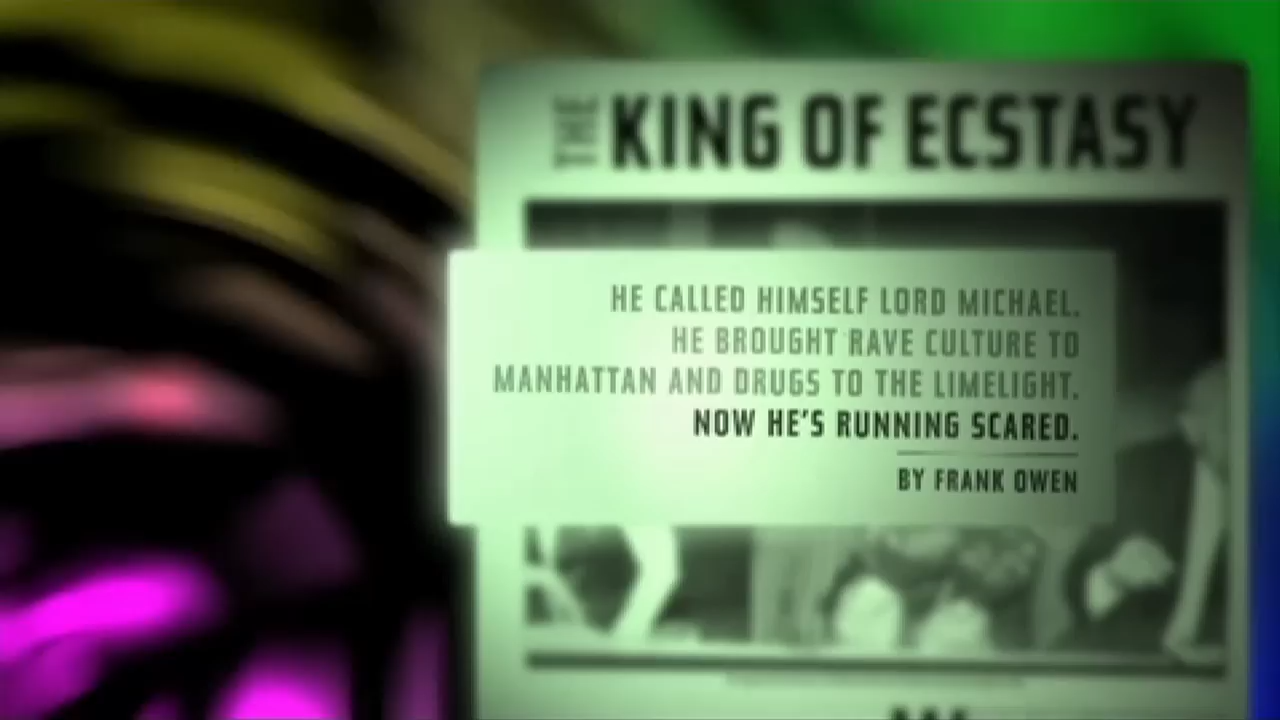 THE KING OF ECSTASY
HE CALLED HIMSELF LORD MICHAEL.
HE BROUGHT RAVE CULTURE TO
MANHATTAN AND DRUGS TO THE LIMELIGHT.
NOW HE'S RUNNING SCARED.
BY FRANK OWEN